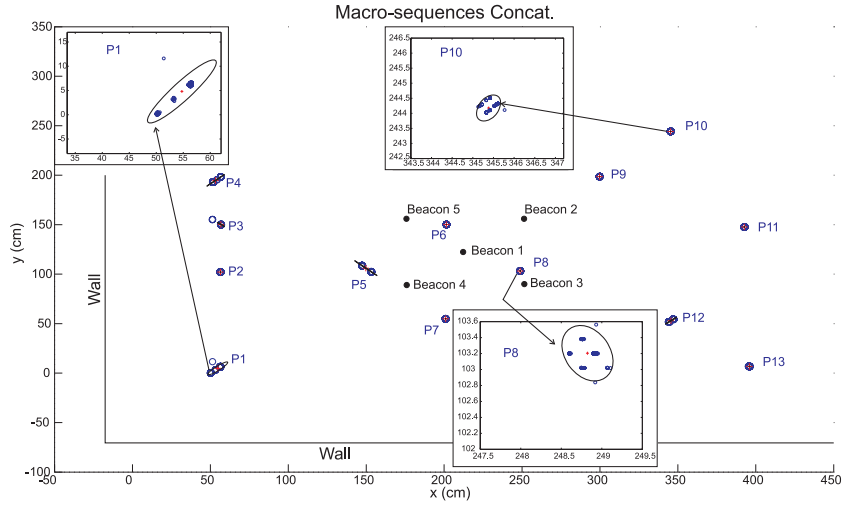 Macro-sequences Concat.
350
300
250
200
150
100
50
0
-50
-100
y (cm)
-50
0
50
100
150
200
250
300
350
400
450
x (cm)
Wall
Wall
P1
15
10
5
0
-5
35
40
45
50
55
60
P10
246.5
246
245.5
245
244.5
244
243.5
243
242.5
343.5
344
344.5
345
345.5
346
346.5
347
347.2
P8
103,6
103.4
103.2
103
102.8
102.6
102.4
102.2
102
247.5
248
248.5
249
249.5
P4
P3
P2
P1
P5
P6
P7
P8
P9
P10
P11
P12
P13
Beacon 5
Beacon 2
Beacon 1
Beacon 4
Beacon 3